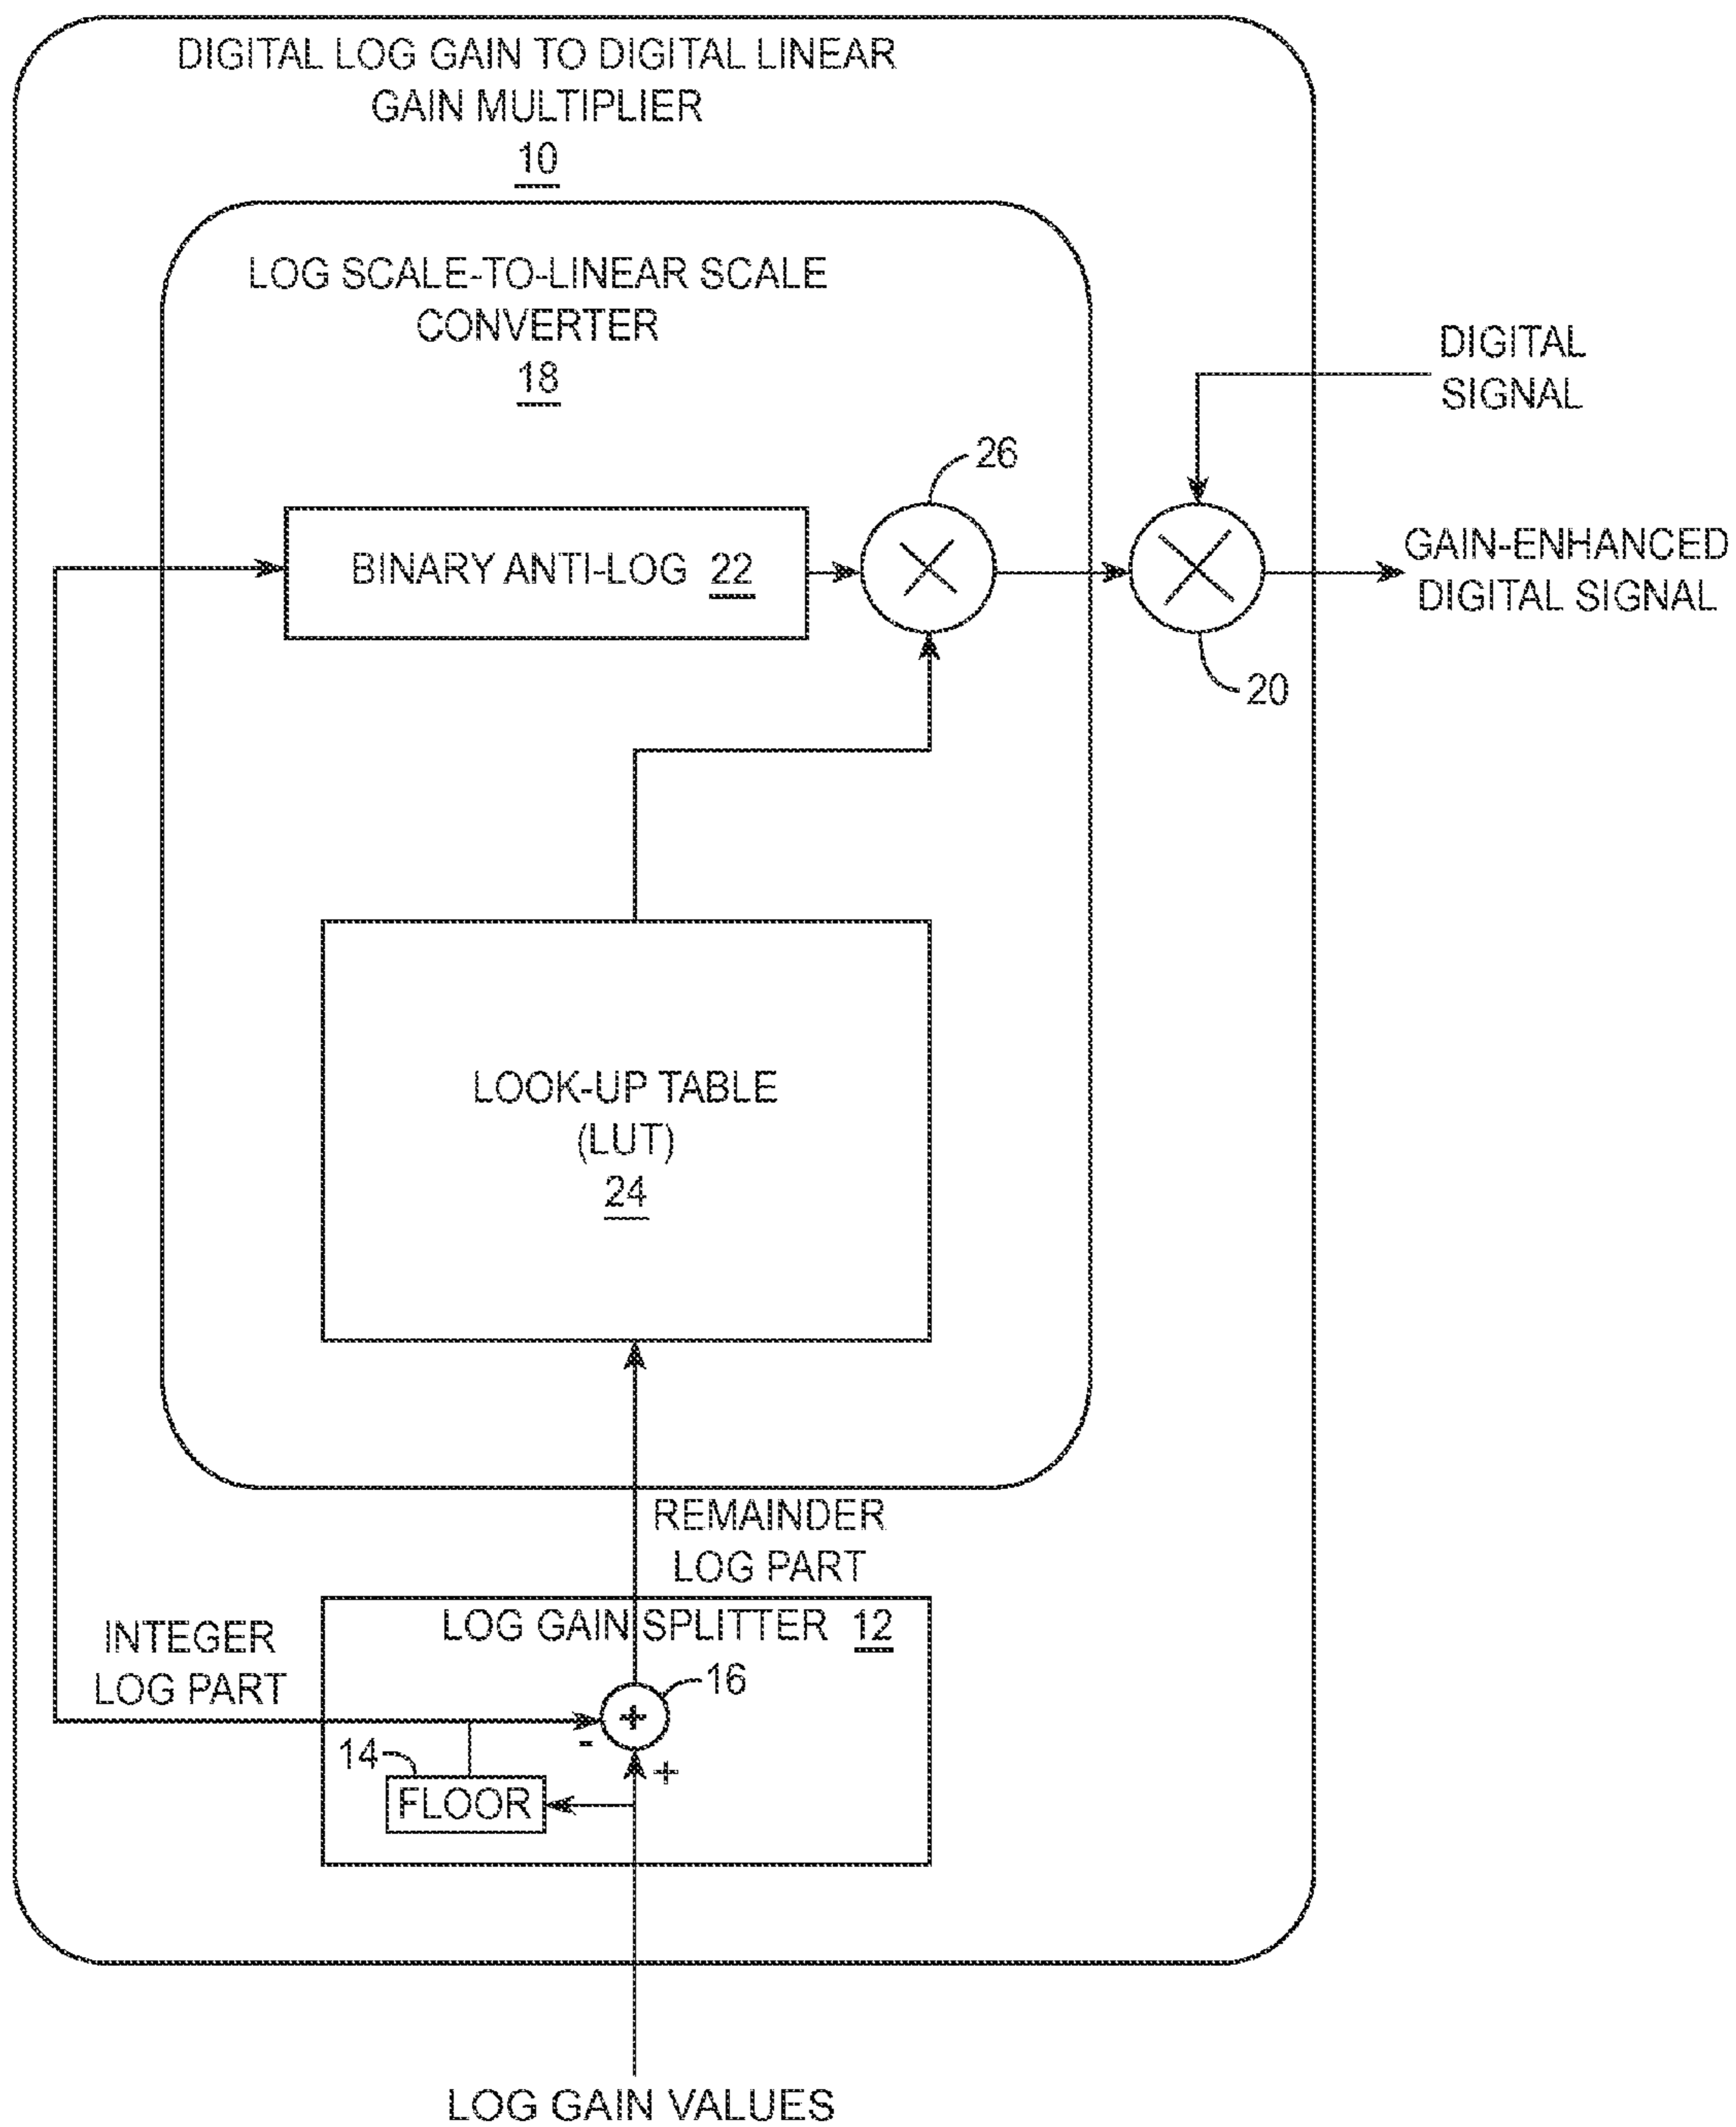 DIGITAL LOG GAIN TO DIGITAL LINEAR
GAIN MULTIPLIER
10
LOG SCALE-TO-LINEAR SCALE
CONVERTER
18
DIGITAL
SIGNAL
26
BINARY ANTI-LOG 22
GAIN-ENHANCED
DIGITAL SIGNAL
20
LOOK-UP TABLE
(LUT)
24
REMAINDER
LOG PART
LOG GAIN SPLITTER 12
INTEGER
LOG PART
16
+
-
14
+
FLOOR
LOG GAIN VALUES